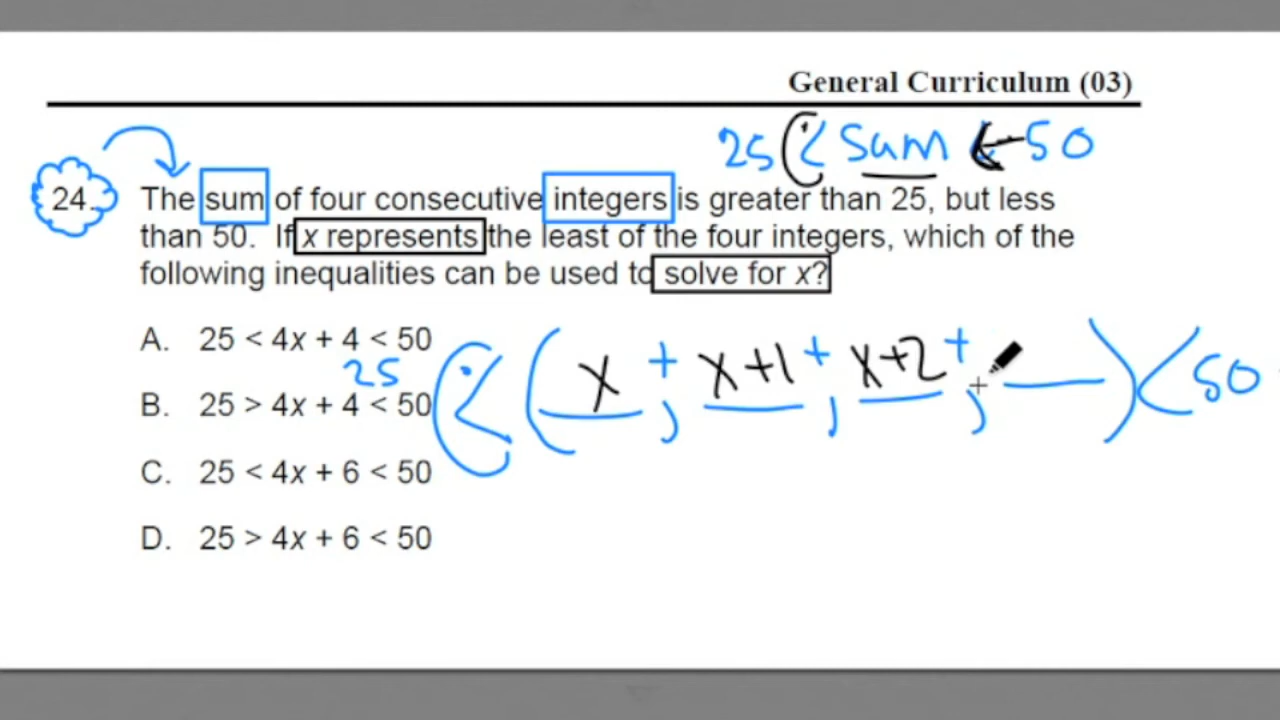 General Curriculum (03)
25 < Sum < 50
24. The sum of four consecutive integers is greater than 25, but less
than 50. If x represents the least of the four integers, which of the
following inequalities can be used to solve for x?
A. 25 < 4x + 4 < 50
B. 25 > 4x + 4 < 50
C. 25 < 4x + 6 < 50
D. 25 > 4x + 6 < 50
25 < ( x + , x+1 + , x+2 + , ) < 50